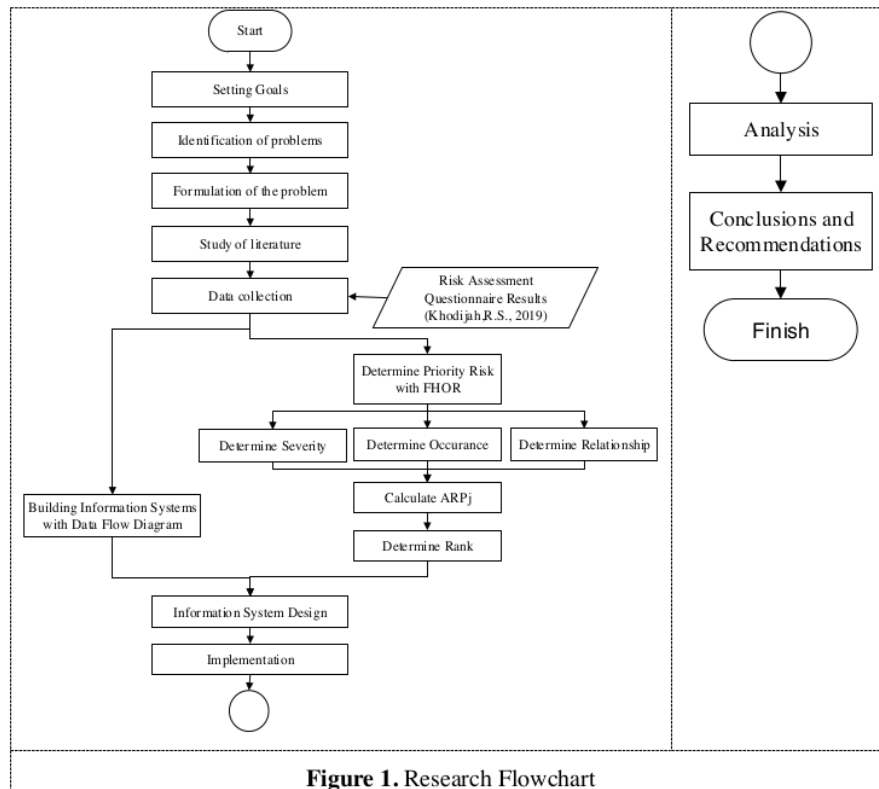 Start
Setting Goals
Identification of problems
Formulation of the problem
Study of literature
Data collection
Risk Assessment
Questionnaire Results
(Khodijah,R.S., 2019)
Determine Priority Risk
with FHOR
Determine Severity
Determine Occurance
Determine Relationship
Calculate ARPj
Building Information Systems
with Data Flow Diagram
Determine Rank
Information System Design
Implementation
Analysis
Conclusions and
Recommendations
Finish
Figure 1. Research Flowchart